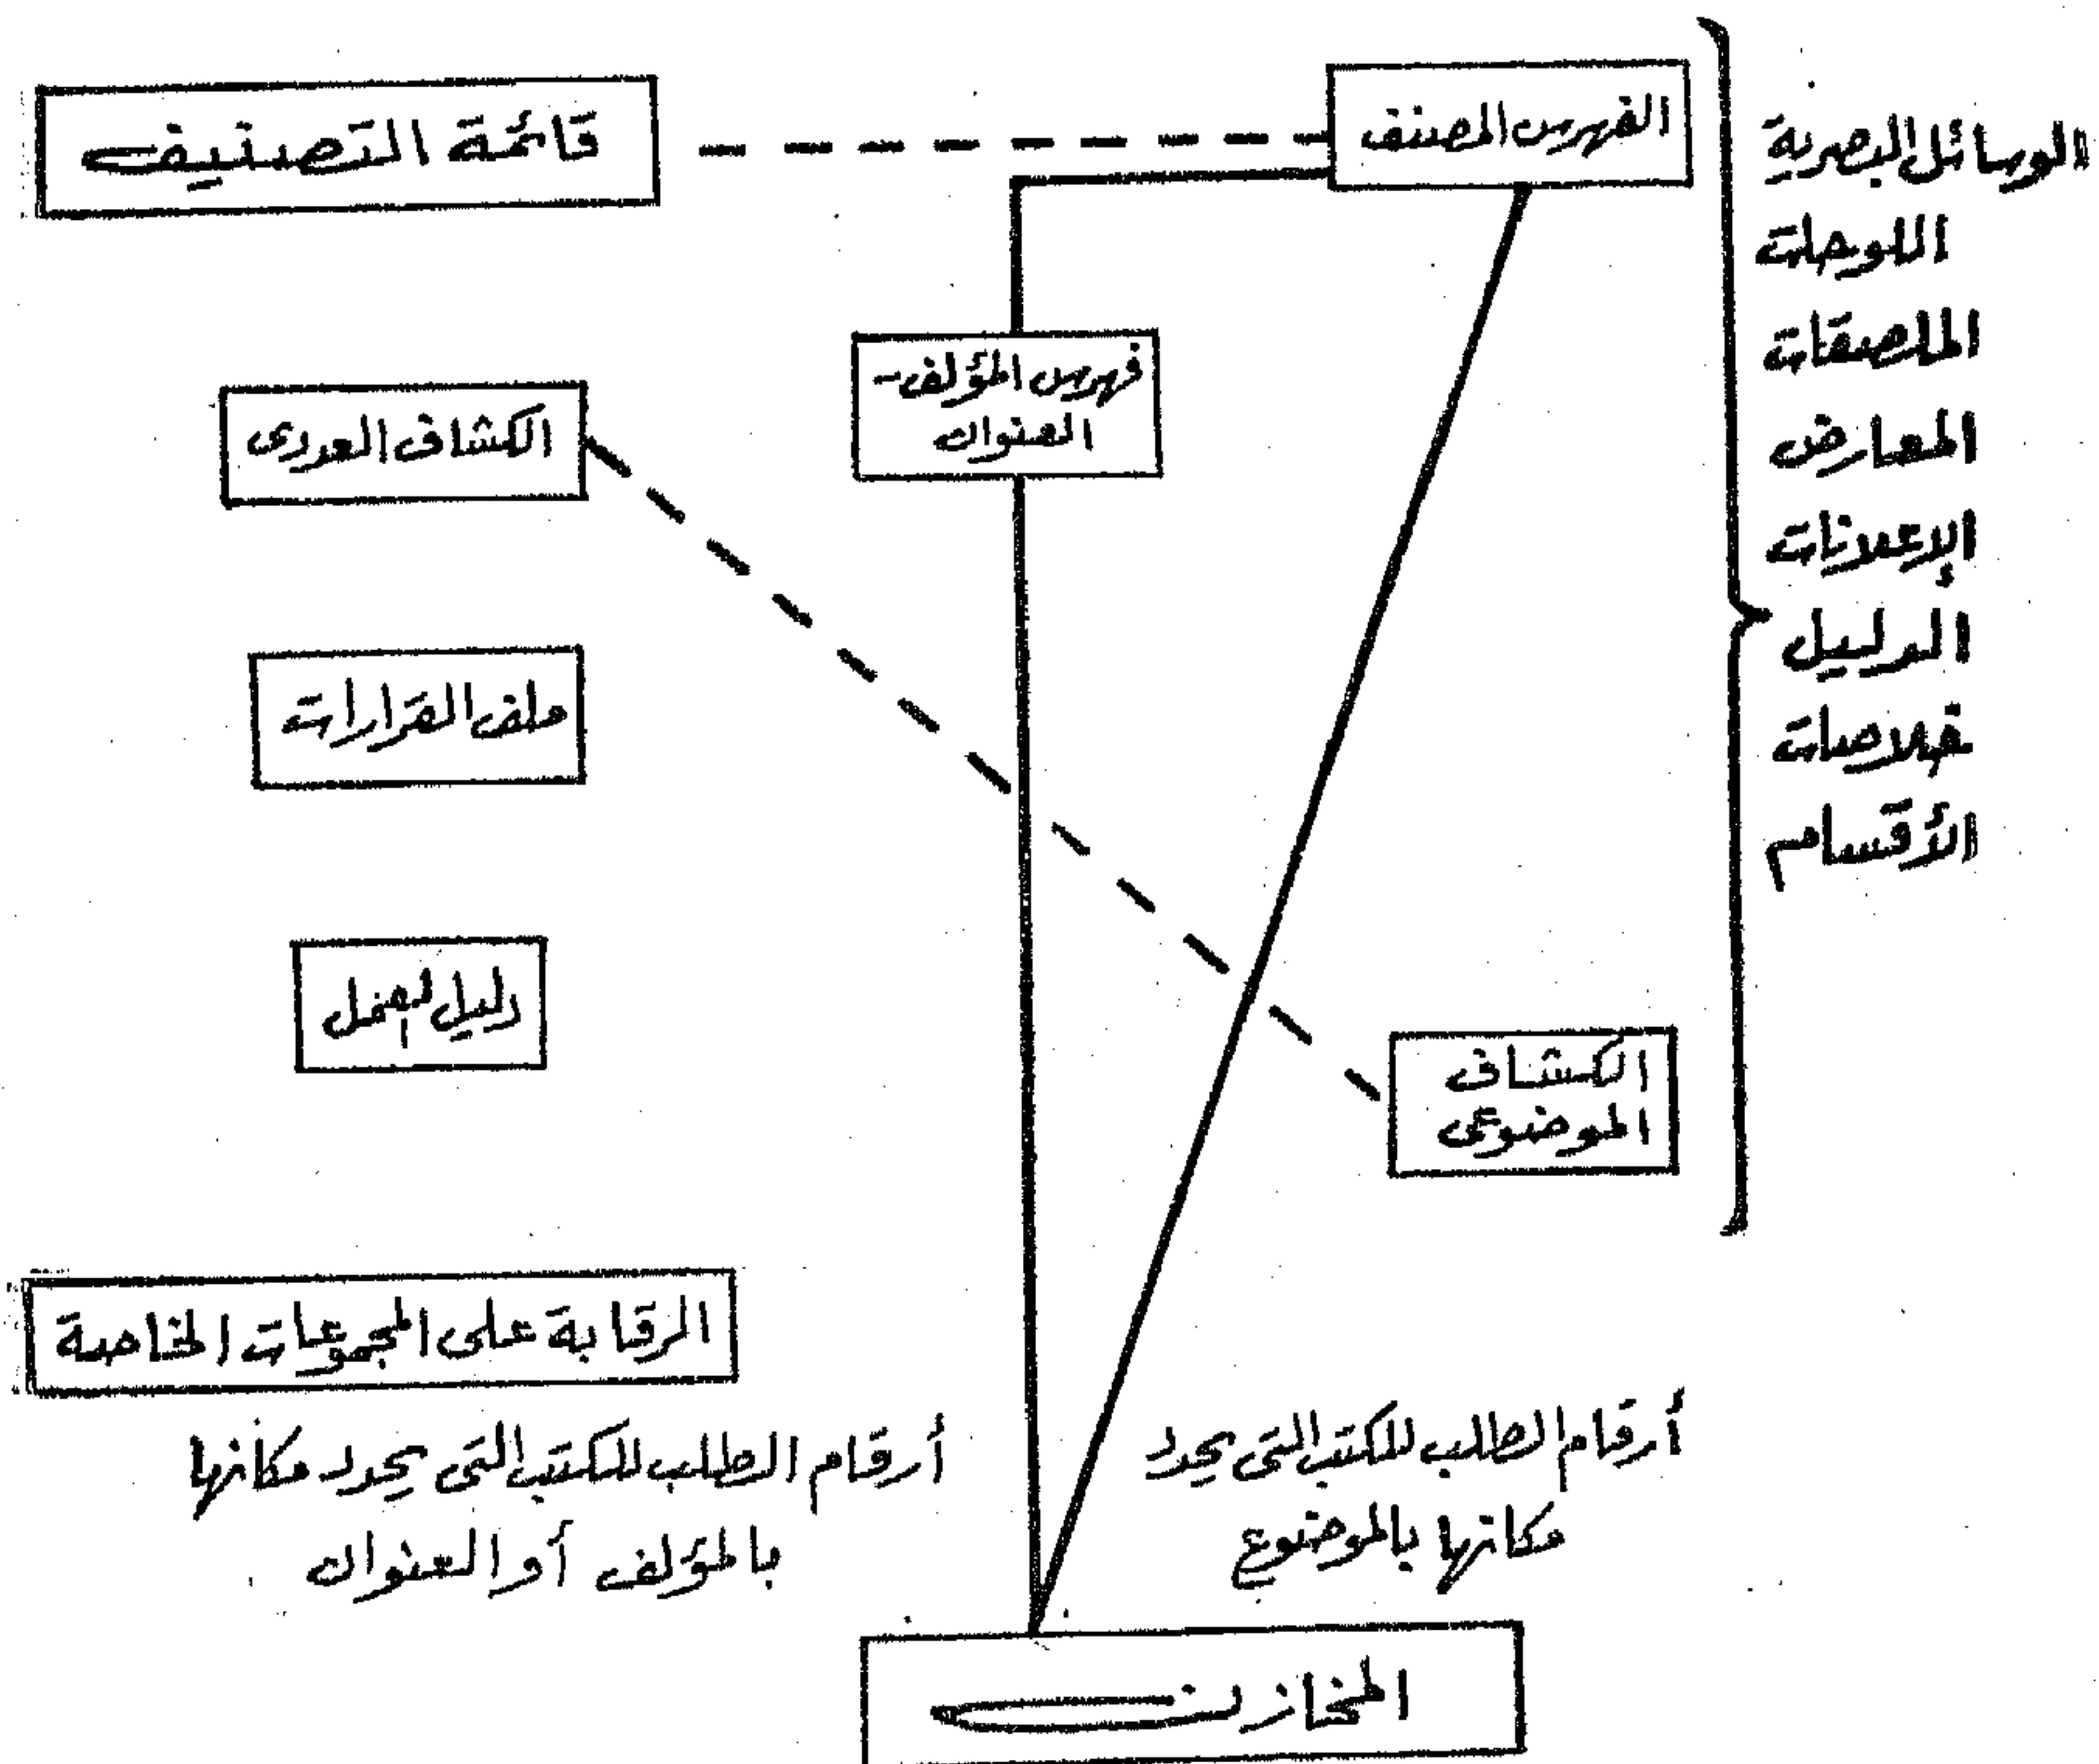 الوسائل البصرية
اللوحات
الملصقات
المعارض
الإعلانات
الدليل
خلاصات
الأقسام
الفهرس المصنف
قائمة التصنيف
فهرس المؤلف -
العنوان
الكشاف العددى
ملف القرارات
دليل العمل
الكشاف
الموضوعى
الرقابة على المجموعات الخاصة
أرقام الطلب للكتب التى يحدد
مكانها بالموضوع
أرقام الطلب للكتب التى يحدد مكانها
بالمؤلف أو العنوان
المخازن